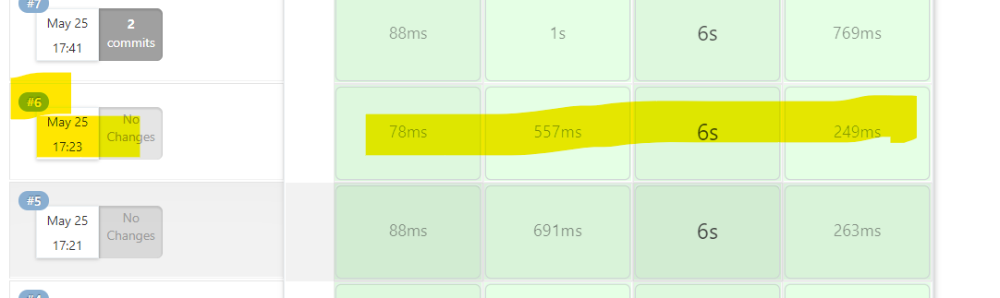 #7
May 25
17:41
2
commits
88ms
1s
6s
769ms
#6
May 25
17:23
No
Changes
78ms
557ms
6s
249ms
#5
May 25
17:21
No
Changes
88ms
691ms
6s
263ms